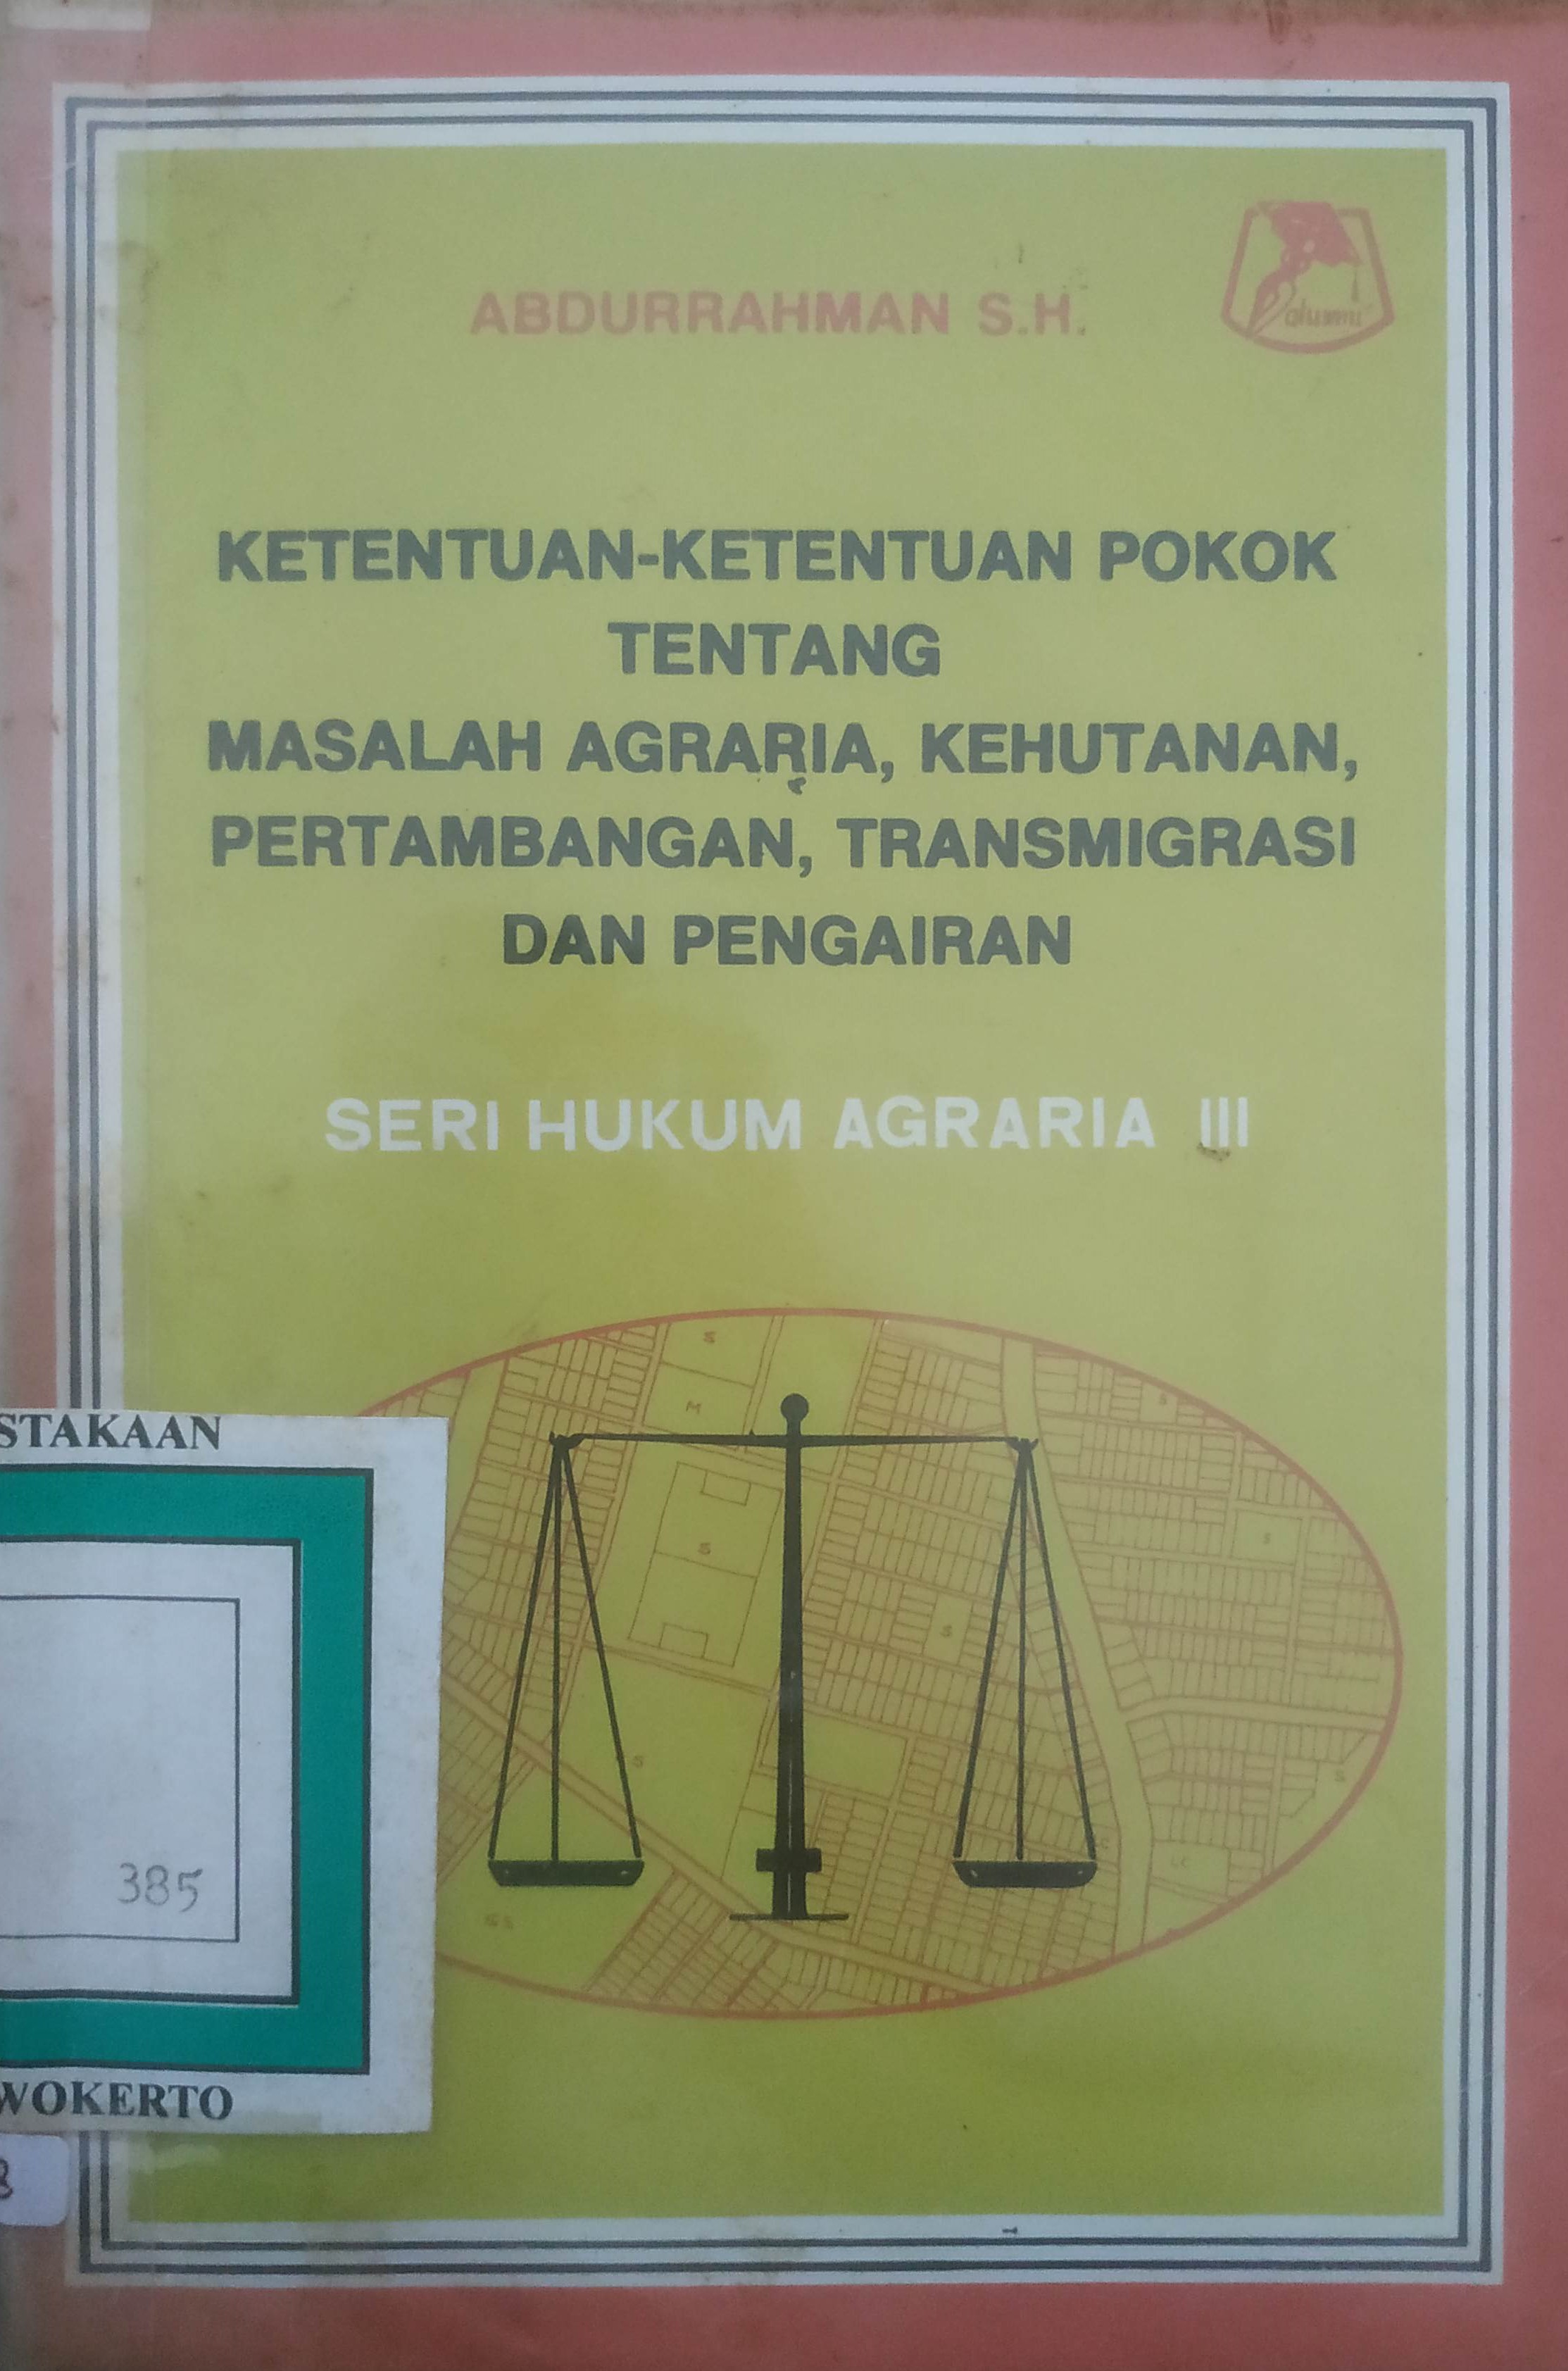 ABDURRAHMAN S.H.
alumni
KETENTUAN-KETENTUAN POKOK
TENTANG
MASALAH AGRARIA, KEHUTANAN,
PERTAMBANGAN, TRANSMIGRASI
DAN PENGAIRAN
SERI HUKUM AGRARIA III
S
M
S
S
S
S
S
S
STAKAAN
385
WOKERTO